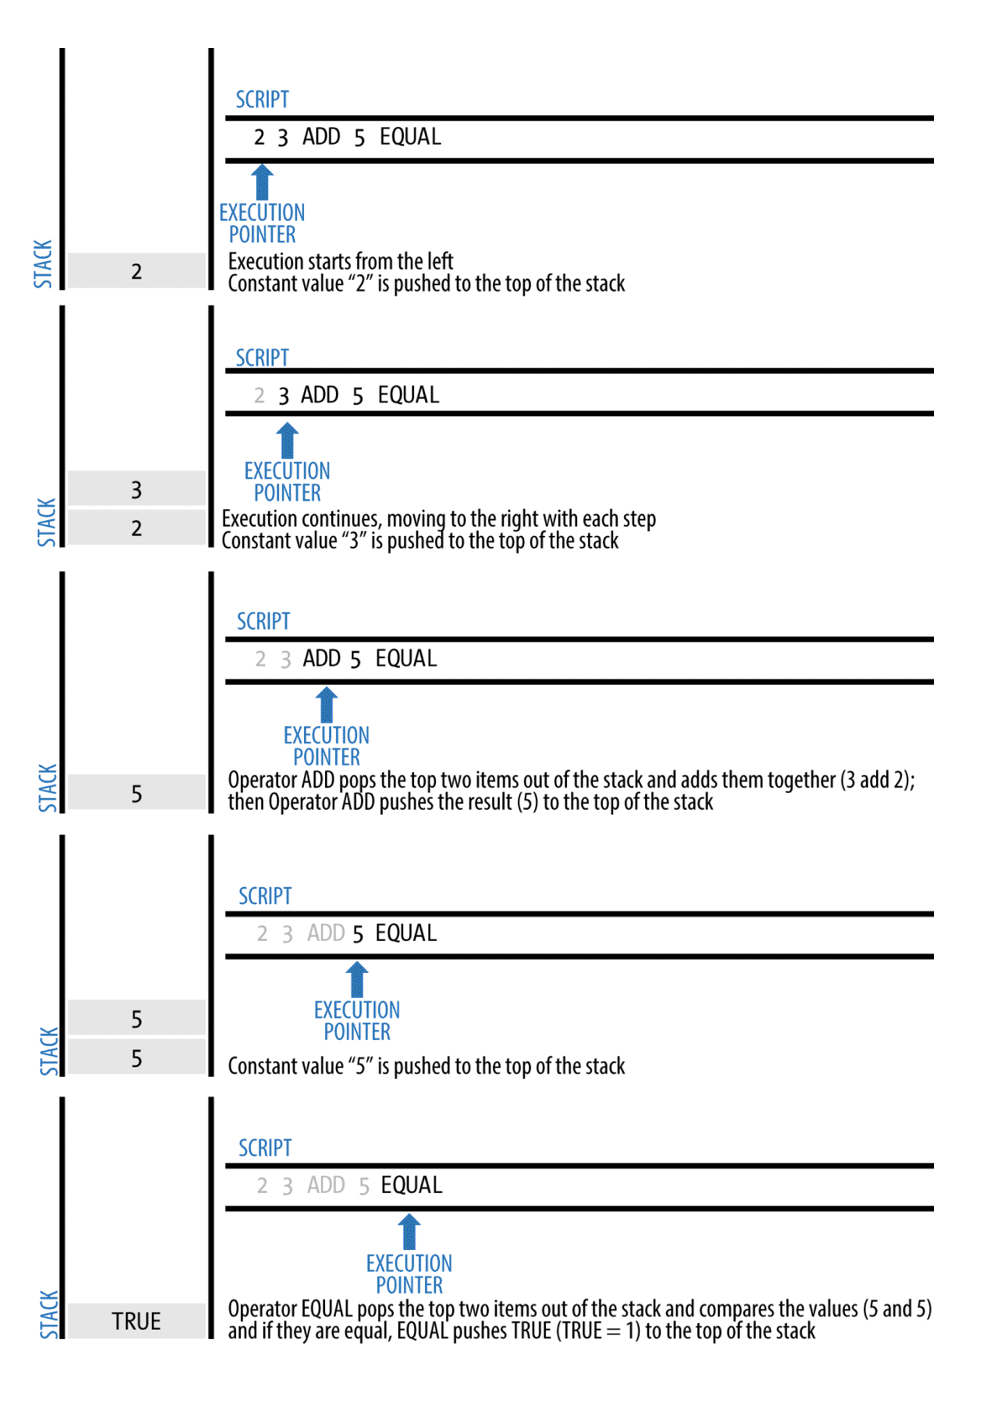 SCRIPT
2 3 ADD 5 EQUAL
EXECUTION
POINTER
STACK
2
Execution starts from the left
Constant value “2” is pushed to the top of the stack
SCRIPT
2 3 ADD 5 EQUAL
EXECUTION
POINTER
STACK
3
2
Execution continues, moving to the right with each step
Constant value “3” is pushed to the top of the stack
SCRIPT
2 3 ADD 5 EQUAL
EXECUTION
POINTER
STACK
5
Operator ADD pops the top two items out of the stack and adds them together (3 add 2);
then Operator ADD pushes the result (5) to the top of the stack
SCRIPT
2 3 ADD 5 EQUAL
EXECUTION
POINTER
STACK
5
5
Constant value “5” is pushed to the top of the stack
SCRIPT
2 3 ADD 5 EQUAL
EXECUTION
POINTER
STACK
TRUE
Operator EQUAL pops the top two items out of the stack and compares the values (5 and 5)
and if they are equal, EQUAL pushes TRUE (TRUE = 1) to the top of the stack